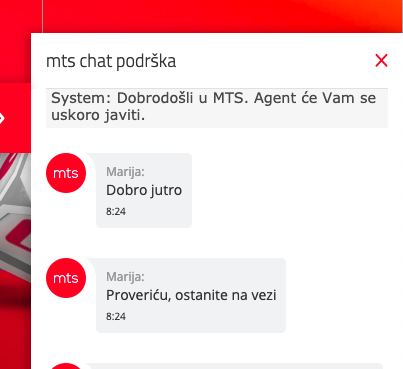 mts chat podrška
System: Dobrodošli u MTS. Agent će Vam se
uskoro javiti.
mts
Marija:
Dobro jutro
8:24
mts
Marija:
Proveriću, ostanite na vezi
8:24